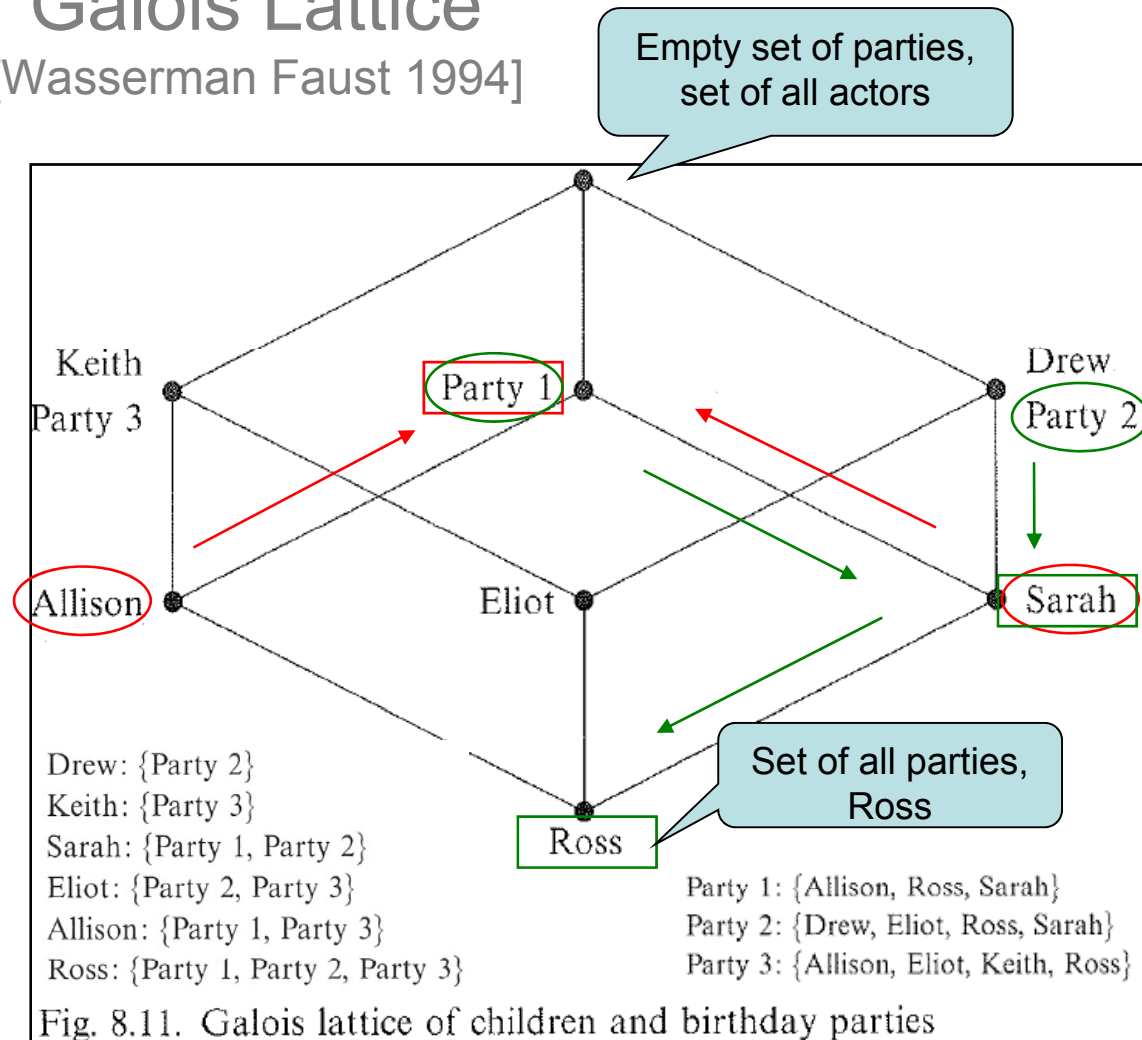 Galois Lattice
[Wasserman Faust 1994]
Empty set of parties,
set of all actors
Keith
Party 3
Party 1
Drew
Party 2
Allison
Eliot
Sarah
Set of all parties,
Ross
Ross
Drew: {Party 2}
Keith: {Party 3}
Sarah: {Party 1, Party 2}
Eliot: {Party 2, Party 3}
Allison: {Party 1, Party 3}
Ross: {Party 1, Party 2, Party 3}
Party 1: {Allison, Ross, Sarah}
Party 2: {Drew, Eliot, Ross, Sarah}
Party 3: {Allison, Eliot, Keith, Ross}
Fig. 8.11. Galois lattice of children and birthday parties